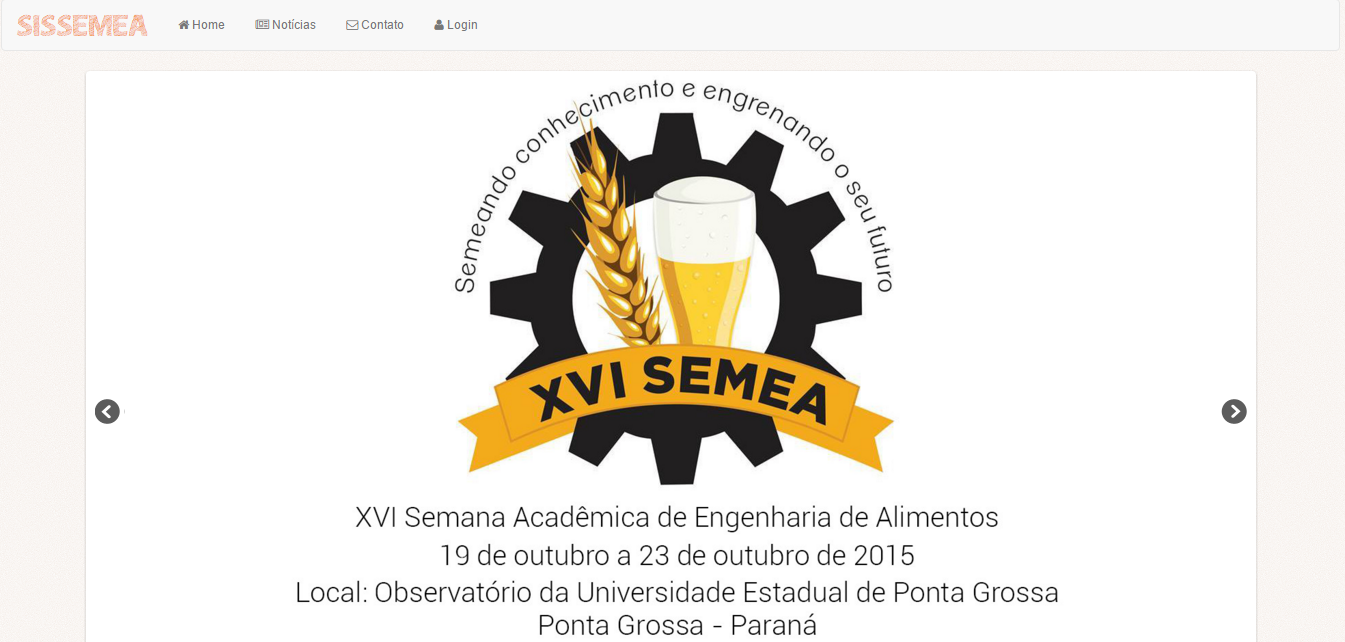 SISSEMEA
Home
Notícias
Contato
Login
Semeando conhecimento e engrenando o seu futuro
XVI SEMEA
XVI Semana Acadêmica de Engenharia de Alimentos
19 de outubro a 23 de outubro de 2015
Local: Observatório da Universidade Estadual de Ponta Grossa
Ponta Grossa - Paraná